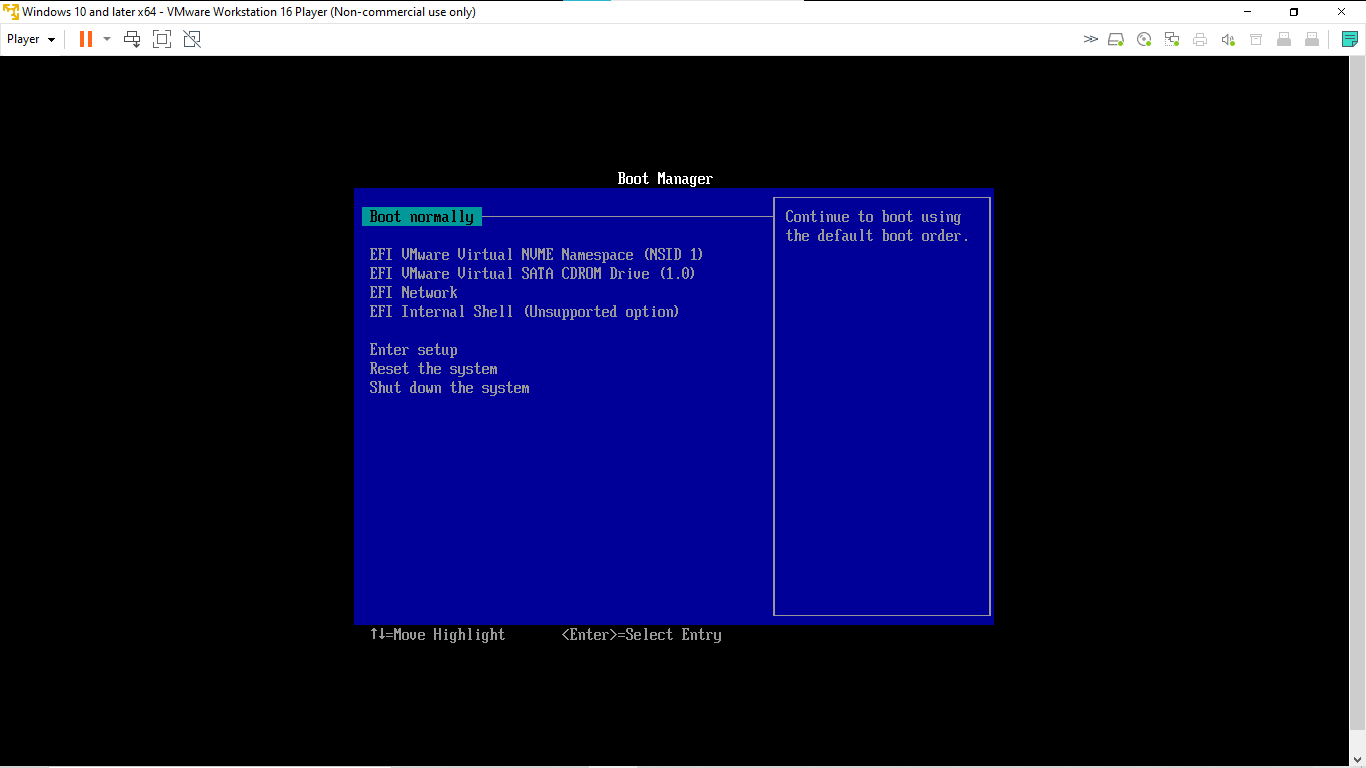 Windows 10 and later x64 - VMware Workstation 16 Player (Non-commercial use only)
Player
Boot Manager
Boot normally
EFI VMware Virtual NVME Namespace (NSID 1)
EFI VMware Virtual SATA CDROM Drive (1.0)
EFI Network
EFI Internal Shell (Unsupported option)
Enter setup
Reset the system
Shut down the system
Continue to boot using
the default boot order.
↑↓=Move Highlight <Enter>=Select Entry